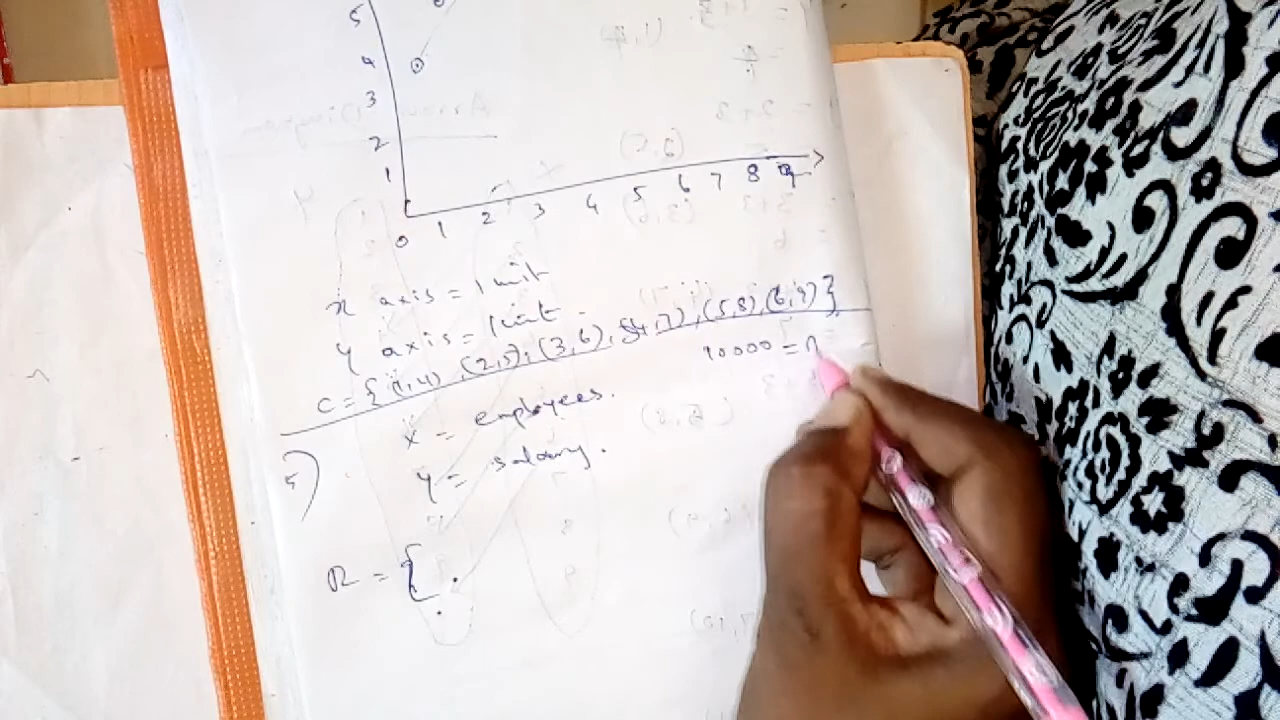 5
4
3
2
1
0 1 2 3 4 5 6 7 8 9
x axis = 1 unit
y axis = 1 unit
C = { (1,4), (2,5), (3,6), (4,7), (5,8), (6,9) }
10000 = A
5) x = employees.
y = salary.
R = {